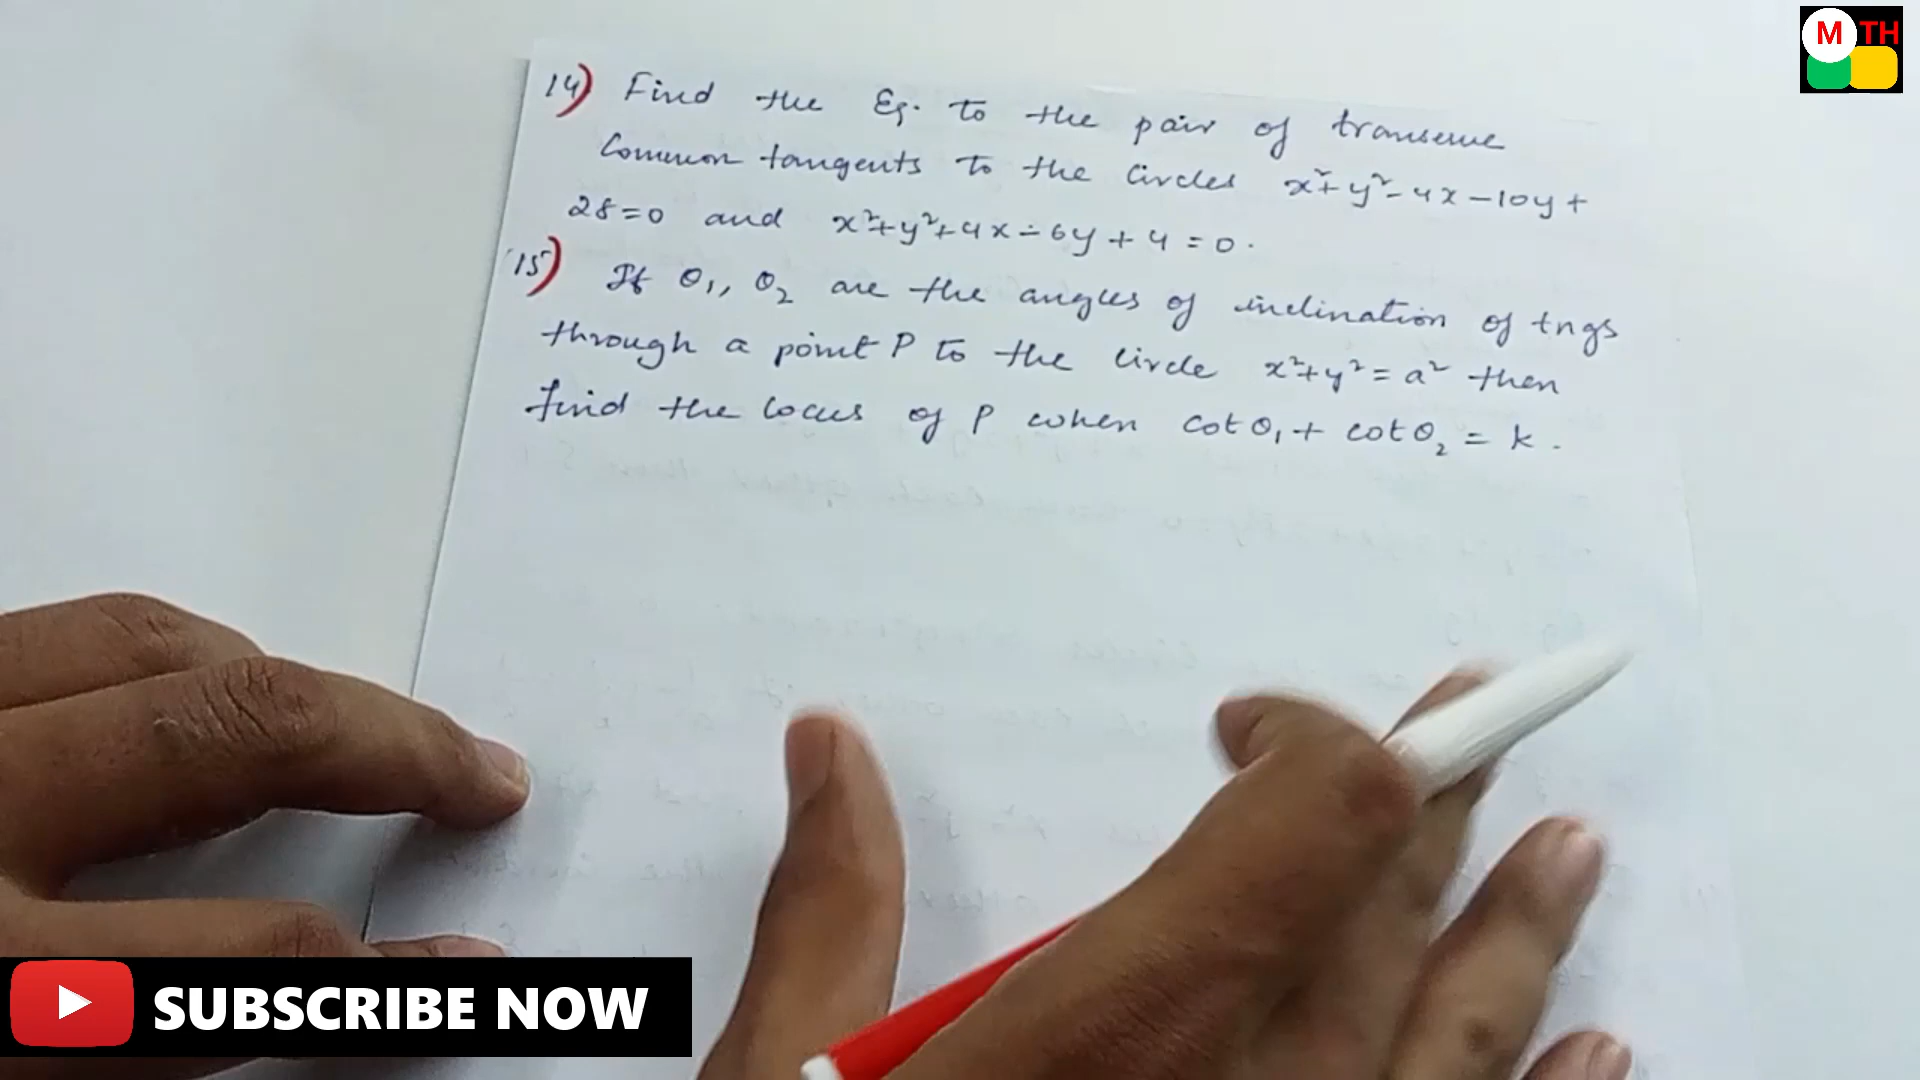 M TH
14) Find the Eq. to the pair of transverse
Common tangents to the circles x²+y²-4x-10y+
28=0 and x²+y²+4x-6y+4=0.
15) If θ₁, θ₂ are the angles of inclination of tngs
through a point P to the circle x²+y²=a² then
find the locus of P when cotθ₁+cotθ₂=k.
SUBSCRIBE NOW